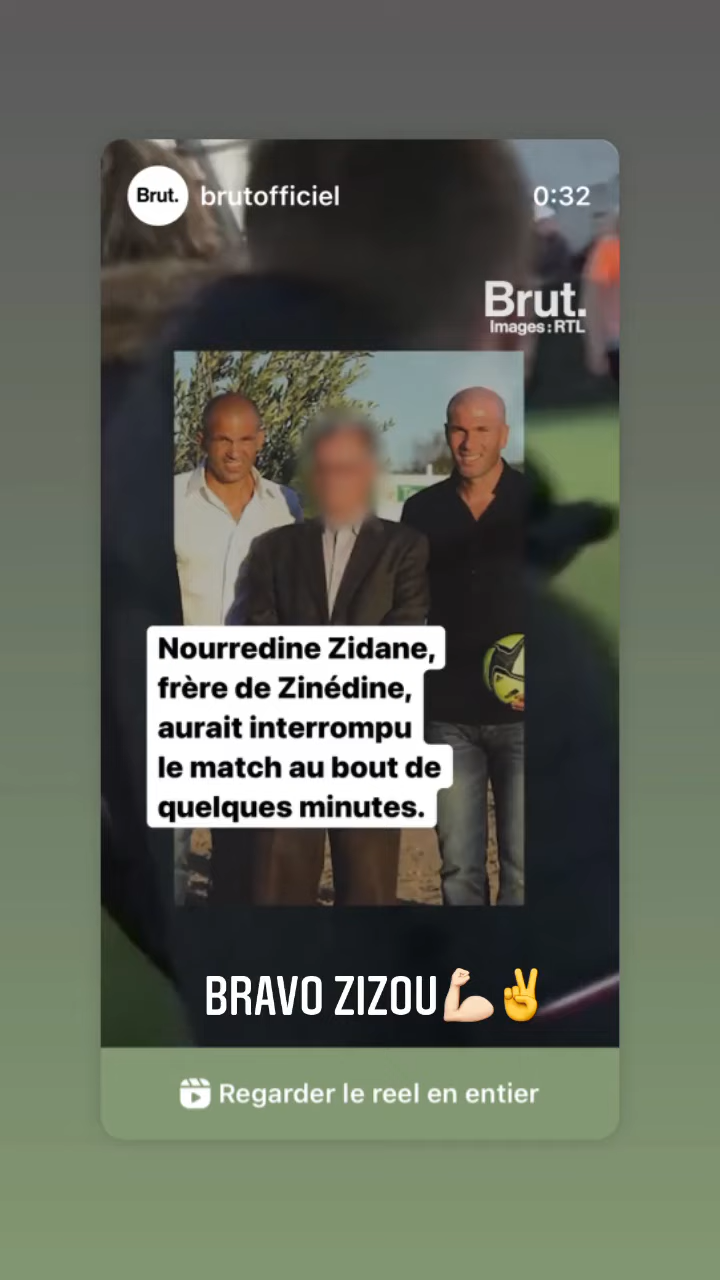 Brut. brutofficiel 0:32
Brut.
Images:RTL
Nourredine Zidane,
frère de Zinédine,
aurait interrompu
le match au bout de
quelques minutes.
BRAVO ZIZOU💪🏻✌️
Regarder le reel en entier